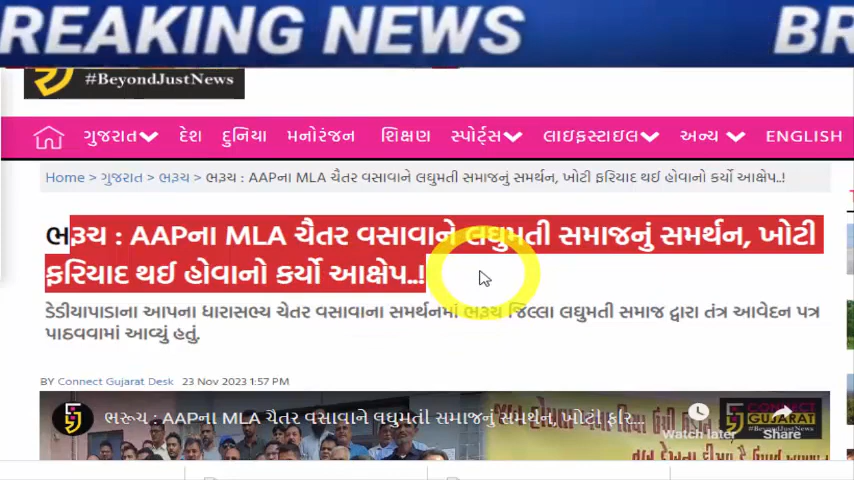 REAKING NEWS BR
#BeyondJustNews
ગુજરાત દેશ દુનિયા મનોરંજન શિક્ષણ સ્પોર્ટ્સ લાઇફસ્ટાઇલ અન્ય ENGLISH
Home > ગુજરાત > ભરૂચ > ભરૂચ : AAPના MLA ચૈતર વસાવાને લઘુમતી સમાજનું સમર્થન, ખોટી ફરિયાદ થઈ હોવાનો કર્યો આક્ષેપ..!
ભરૂચ : AAPના MLA ચૈતર વસાવાને લઘુમતી સમાજનું સમર્થન, ખોટી
ફરિયાદ થઈ હોવાનો કર્યો આક્ષેપ..!
ડેડીયાપાડાના આપના ધારાસભ્ય ચેતર વસાવાના સમર્થનમાં ભરૂચ જિલ્લા લઘુમતી સમાજ દ્વારા તંત્ર આવેદન પત્ર
પાઠવવામાં આવ્યું હતું.
BY Connect Gujarat Desk 23 Nov 2023 1:57 PM
ભરૂચ : AAPના MLA ચૈતર વસાવાને લઘુમતી સમાજનું સમર્થન, ખોટી ફરિ...
Watch later Share
CONNECT
GUJARAT
#BeyondJustNews